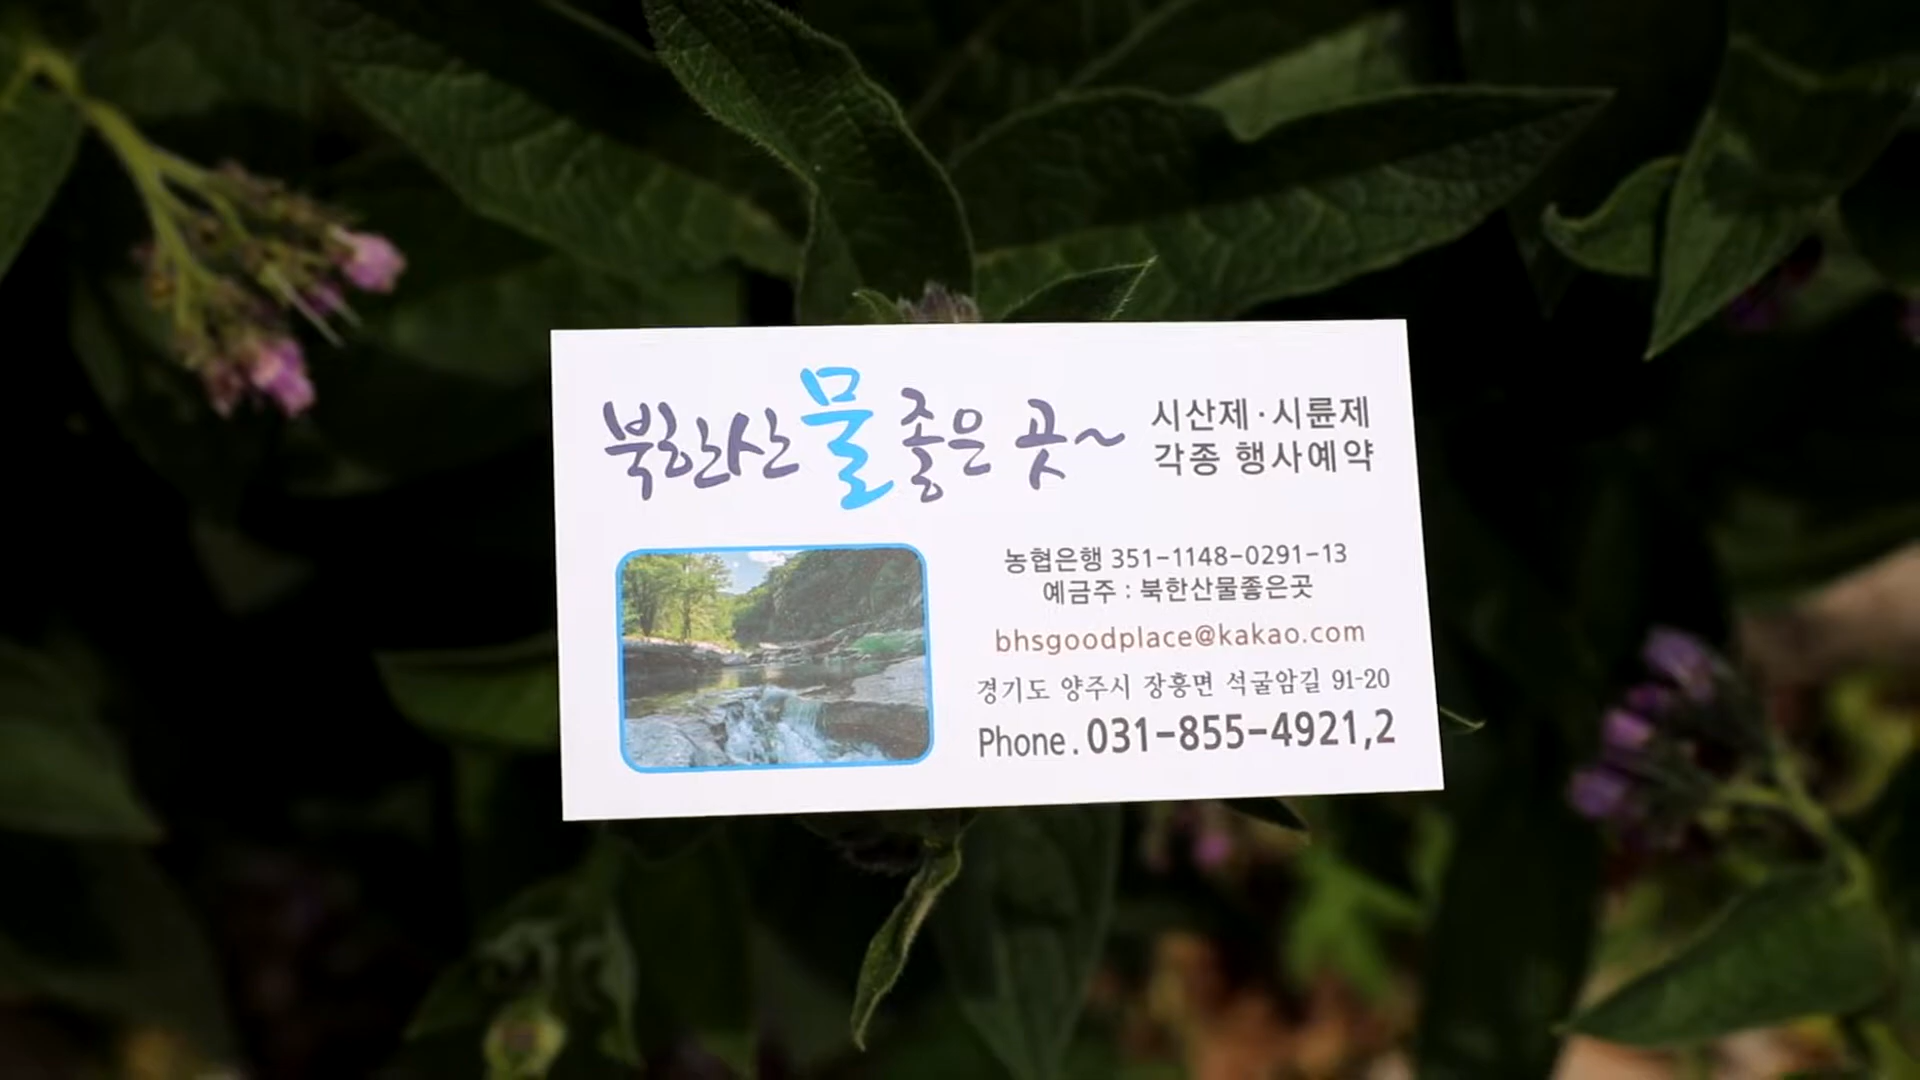 북한산 물 좋은 곳~
시산제·시륜제
각종 행사예약
농협은행 351-1148-0291-13
예금주 : 북한산물좋은곳
bhsgoodplace@kakao.com
경기도 양주시 장흥면 석굴암길 91-20
Phone. 031-855-4921,2